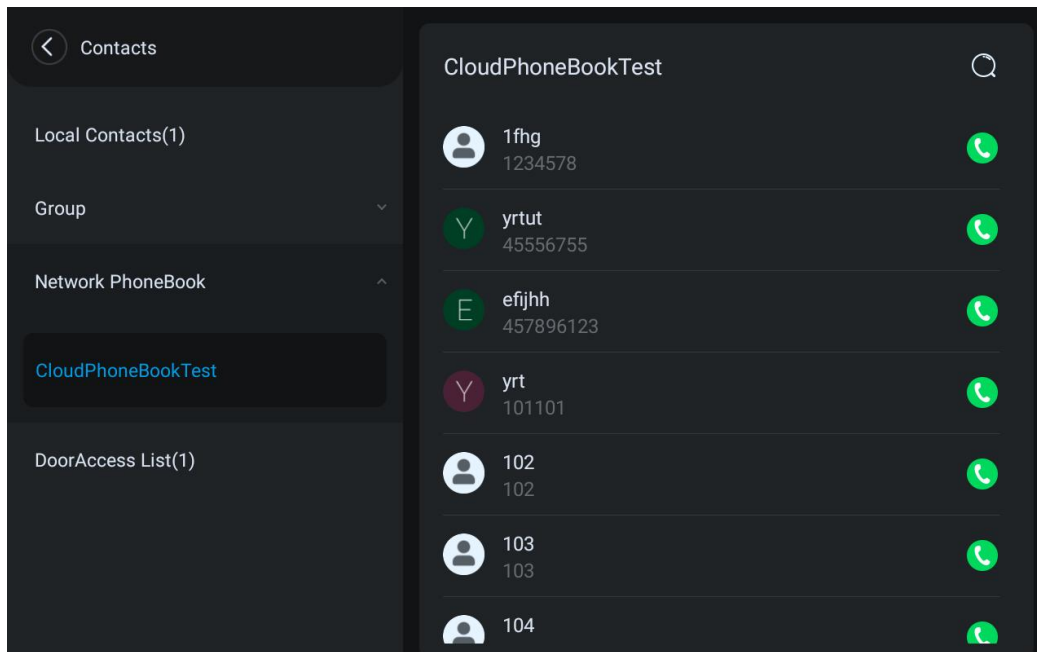 Contacts
Local Contacts(1)
Group
Network PhoneBook
CloudPhoneBookTest
DoorAccess List(1)
CloudPhoneBookTest
1fhg
1234578
Y
yrtut
45556755
E
efijhh
457896123
Y
yrt
101101
102
102
103
103
104